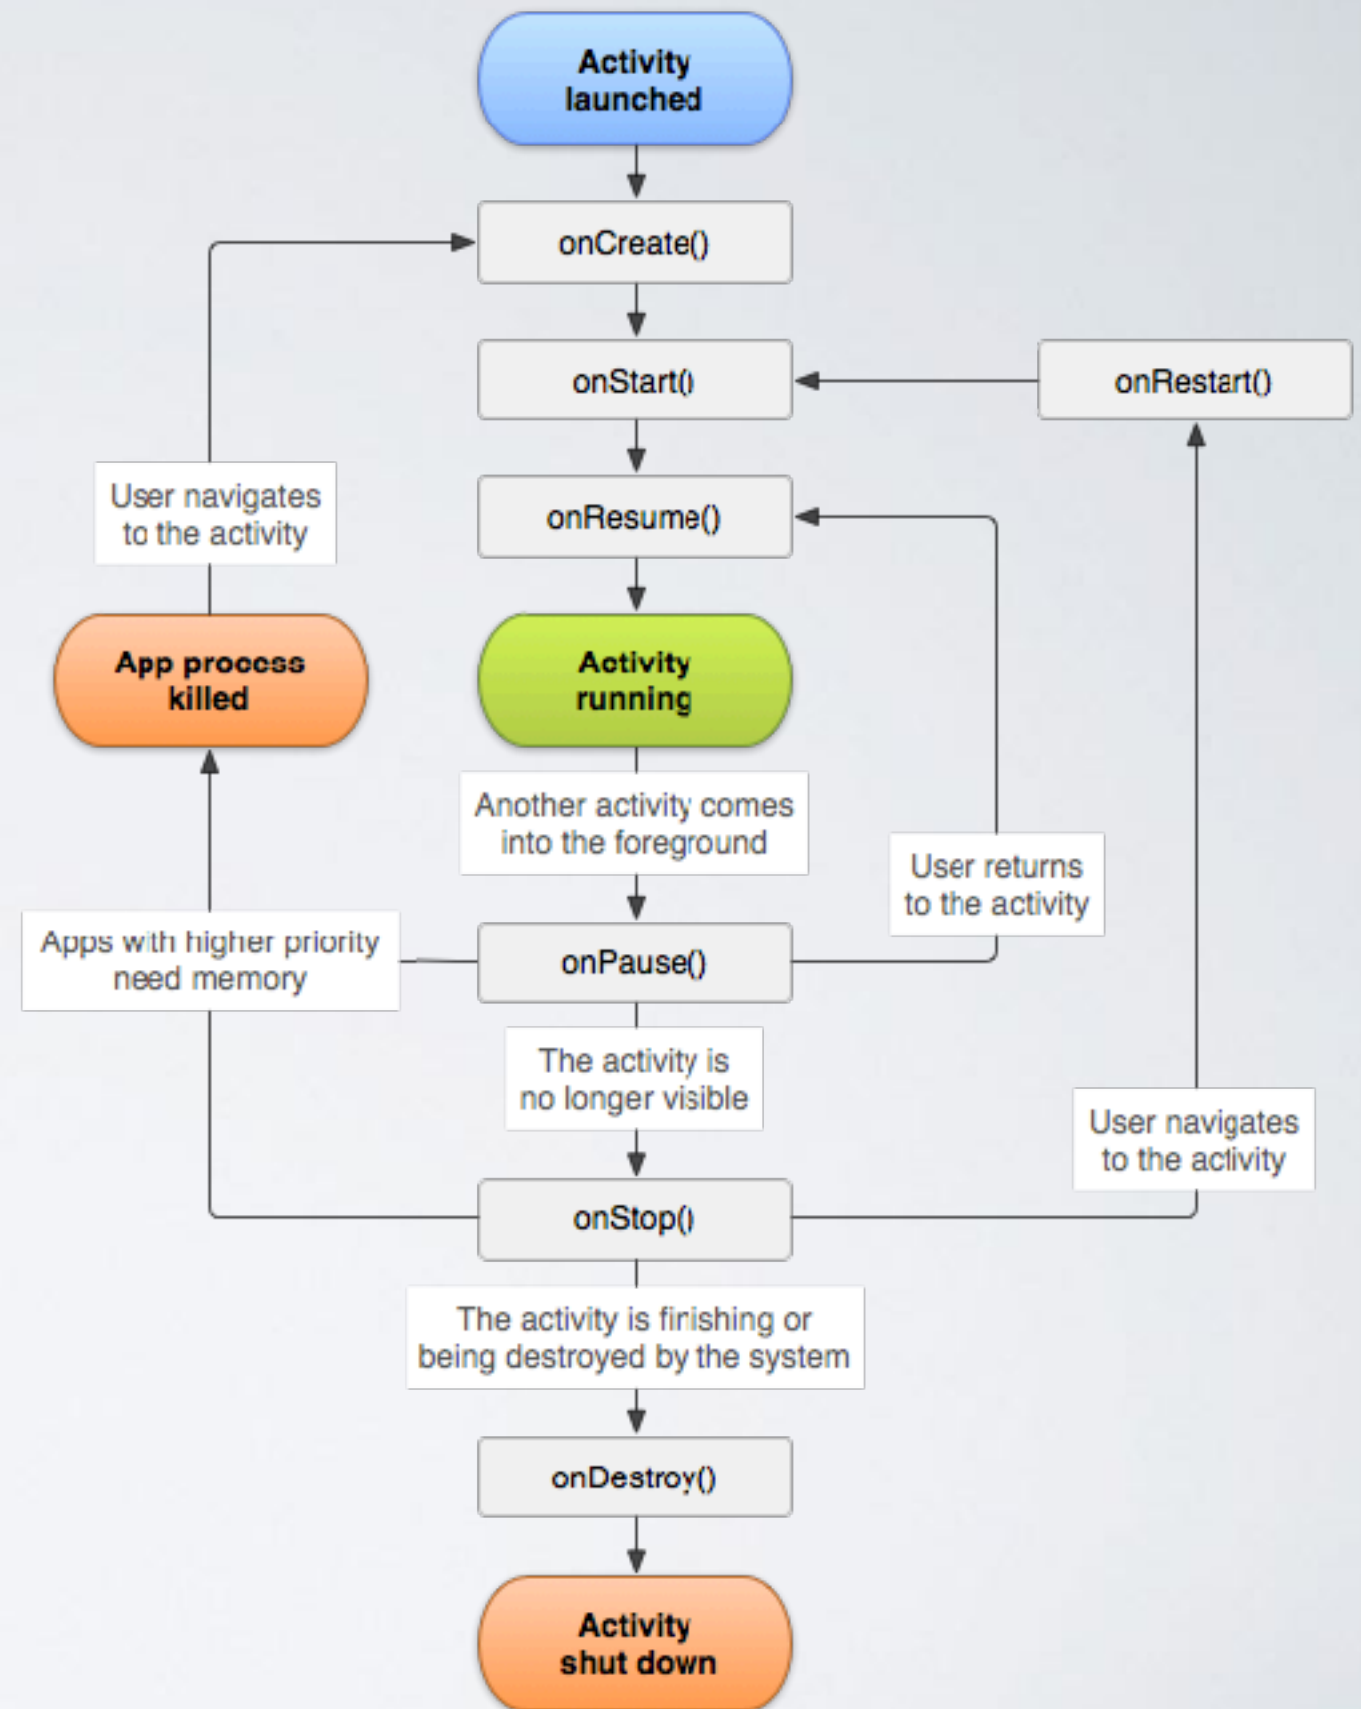 Activity
launched
onCreate()
onStart()
onRestart()
onResume()
User navigates
to the activity
App process
killed
Activity
running
Another activity comes
into the foreground
User returns
to the activity
Apps with higher priority
need memory
onPause()
The activity is
no longer visible
User navigates
to the activity
onStop()
The activity is finishing or
being destroyed by the system
onDestroy()
Activity
shut down